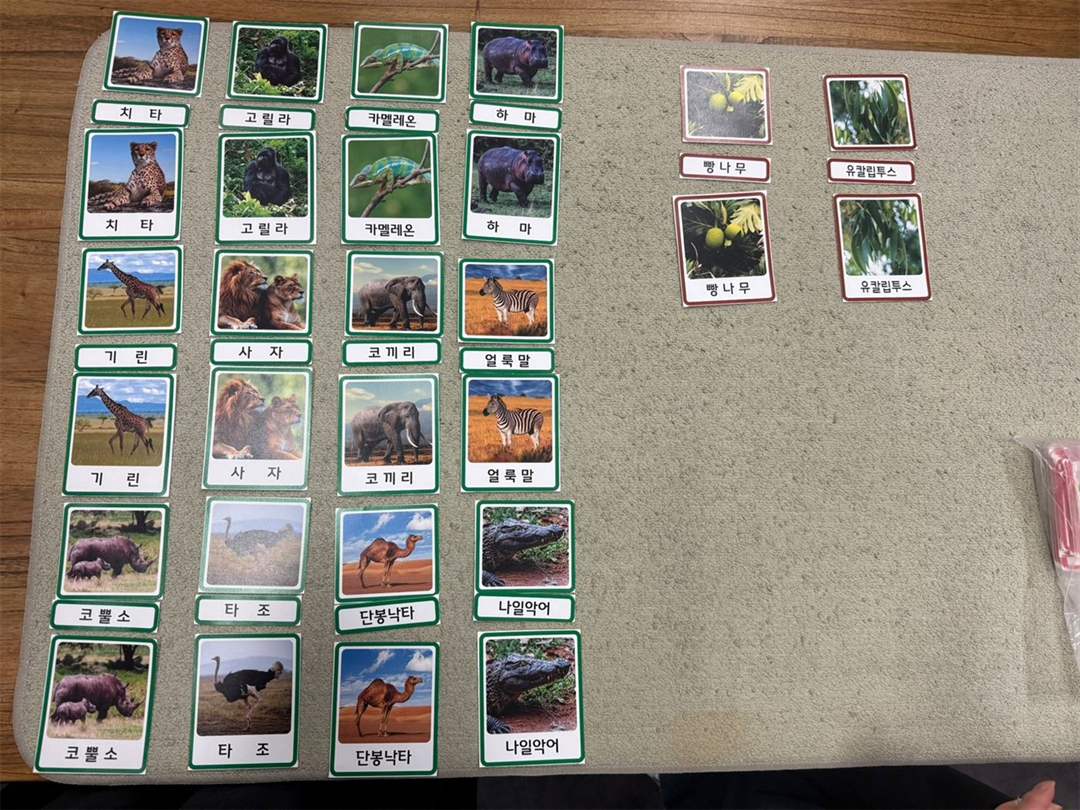 치 타
고 릴 라
카멜레온
하 마
치 타
고 릴 라
카멜레온
하 마
기 린
사 자
코 끼 리
얼 룩 말
기 린
사 자
코 끼 리
얼 룩 말
코 뿔 소
타 조
단봉낙타
나일악어
코 뿔 소
타 조
단봉낙타
나일악어
빵 나 무
유칼립투스
빵 나 무
유칼립투스